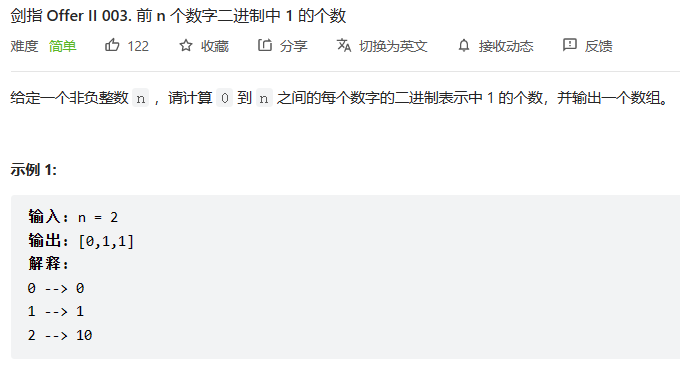 剑指 Offer II 003. 前 n 个数字二进制中 1 的个数
难度 简单 122 收藏 分享 切换为英文 接收动态 反馈
给定一个非负整数 n ，请计算 0 到 n 之间的每个数字的二进制表示中 1 的个数，并输出一个数组。
示例 1:
输入: n = 2
输出: [0,1,1]
解释:
0 --> 0
1 --> 1
2 --> 10